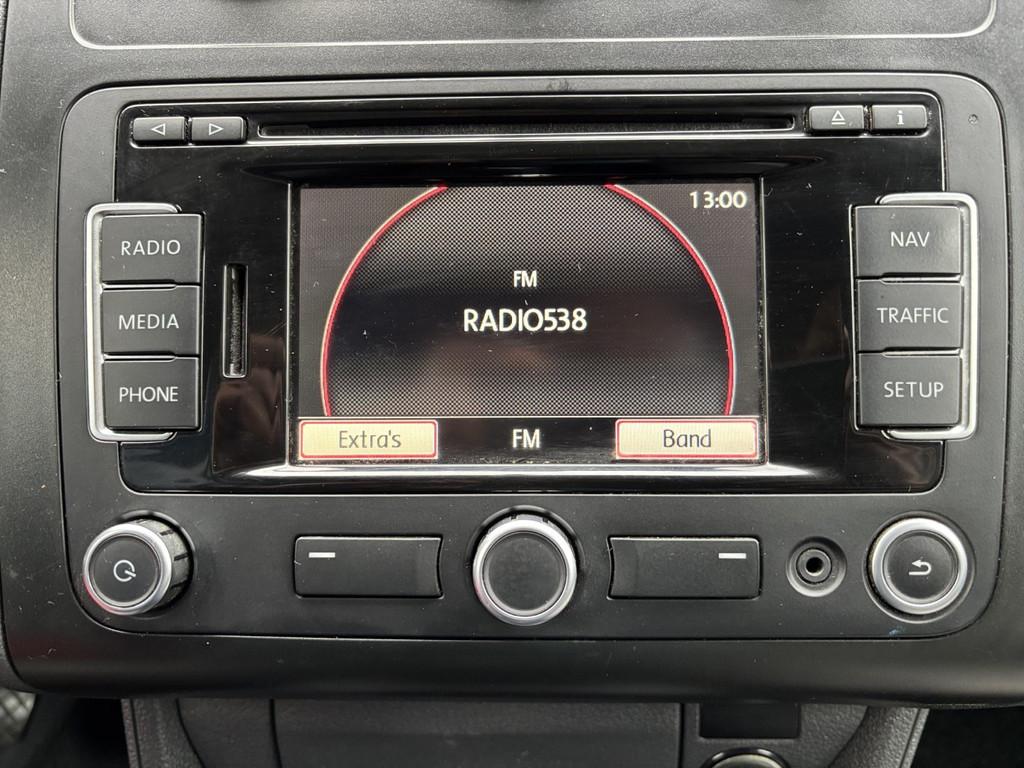 i
13:00
RADIO
NAV
FM
RADIO538
MEDIA
TRAFFIC
PHONE
SETUP
Extra's
FM
Band